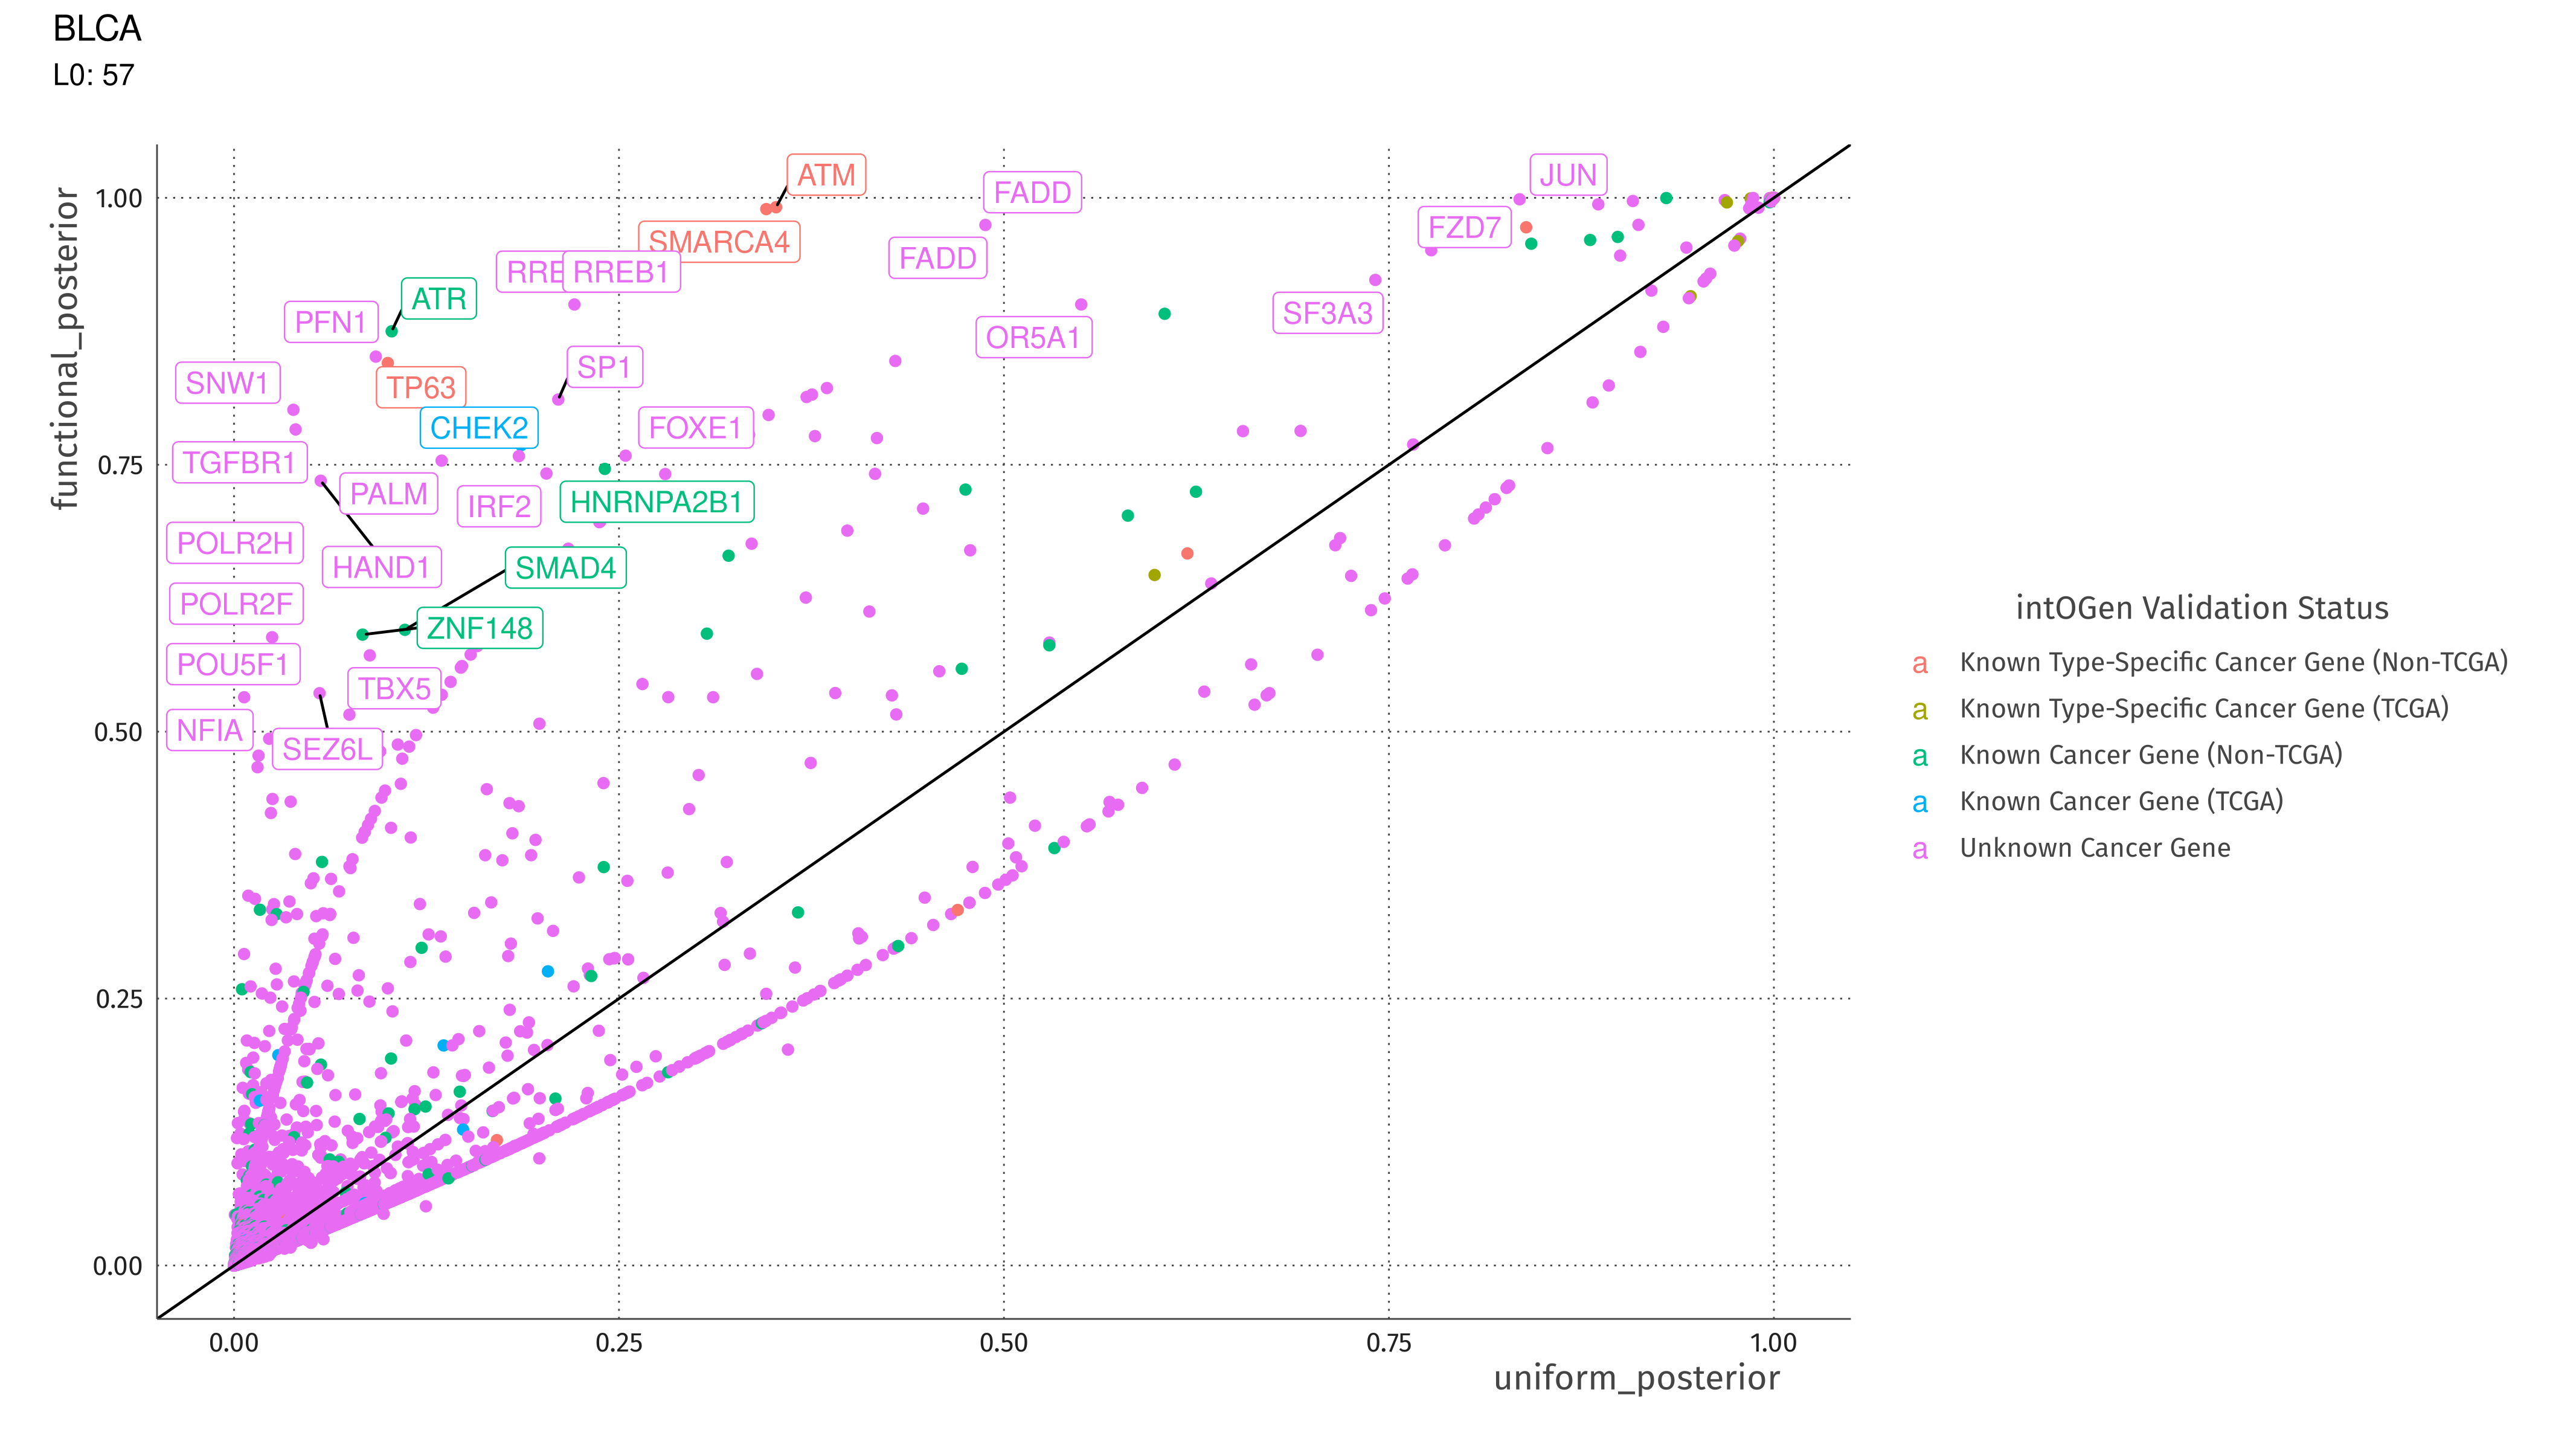 BLCA
L0: 57
functional_posterior
1.00
0.75
0.50
0.25
0.00
ATM
JUN
FADD
FZD7
SMARCA4
FADD
RRE
RREB1
ATR
SF3A3
PFN1
OR5A1
SP1
SNW1
TP63
CHEK2
FOXE1
TGFBR1
PALM
IRF2
HNRNPA2B1
POLR2H
HAND1
SMAD4
POLR2F
ZNF148
POU5F1
TBX5
NFIA
SEZ6L
0.00
0.25
0.50
0.75
1.00
uniform_posterior
intOGen Validation Status
a Known Type-Specific Cancer Gene (Non-TCGA)
a Known Type-Specific Cancer Gene (TCGA)
a Known Cancer Gene (Non-TCGA)
a Known Cancer Gene (TCGA)
a Unknown Cancer Gene